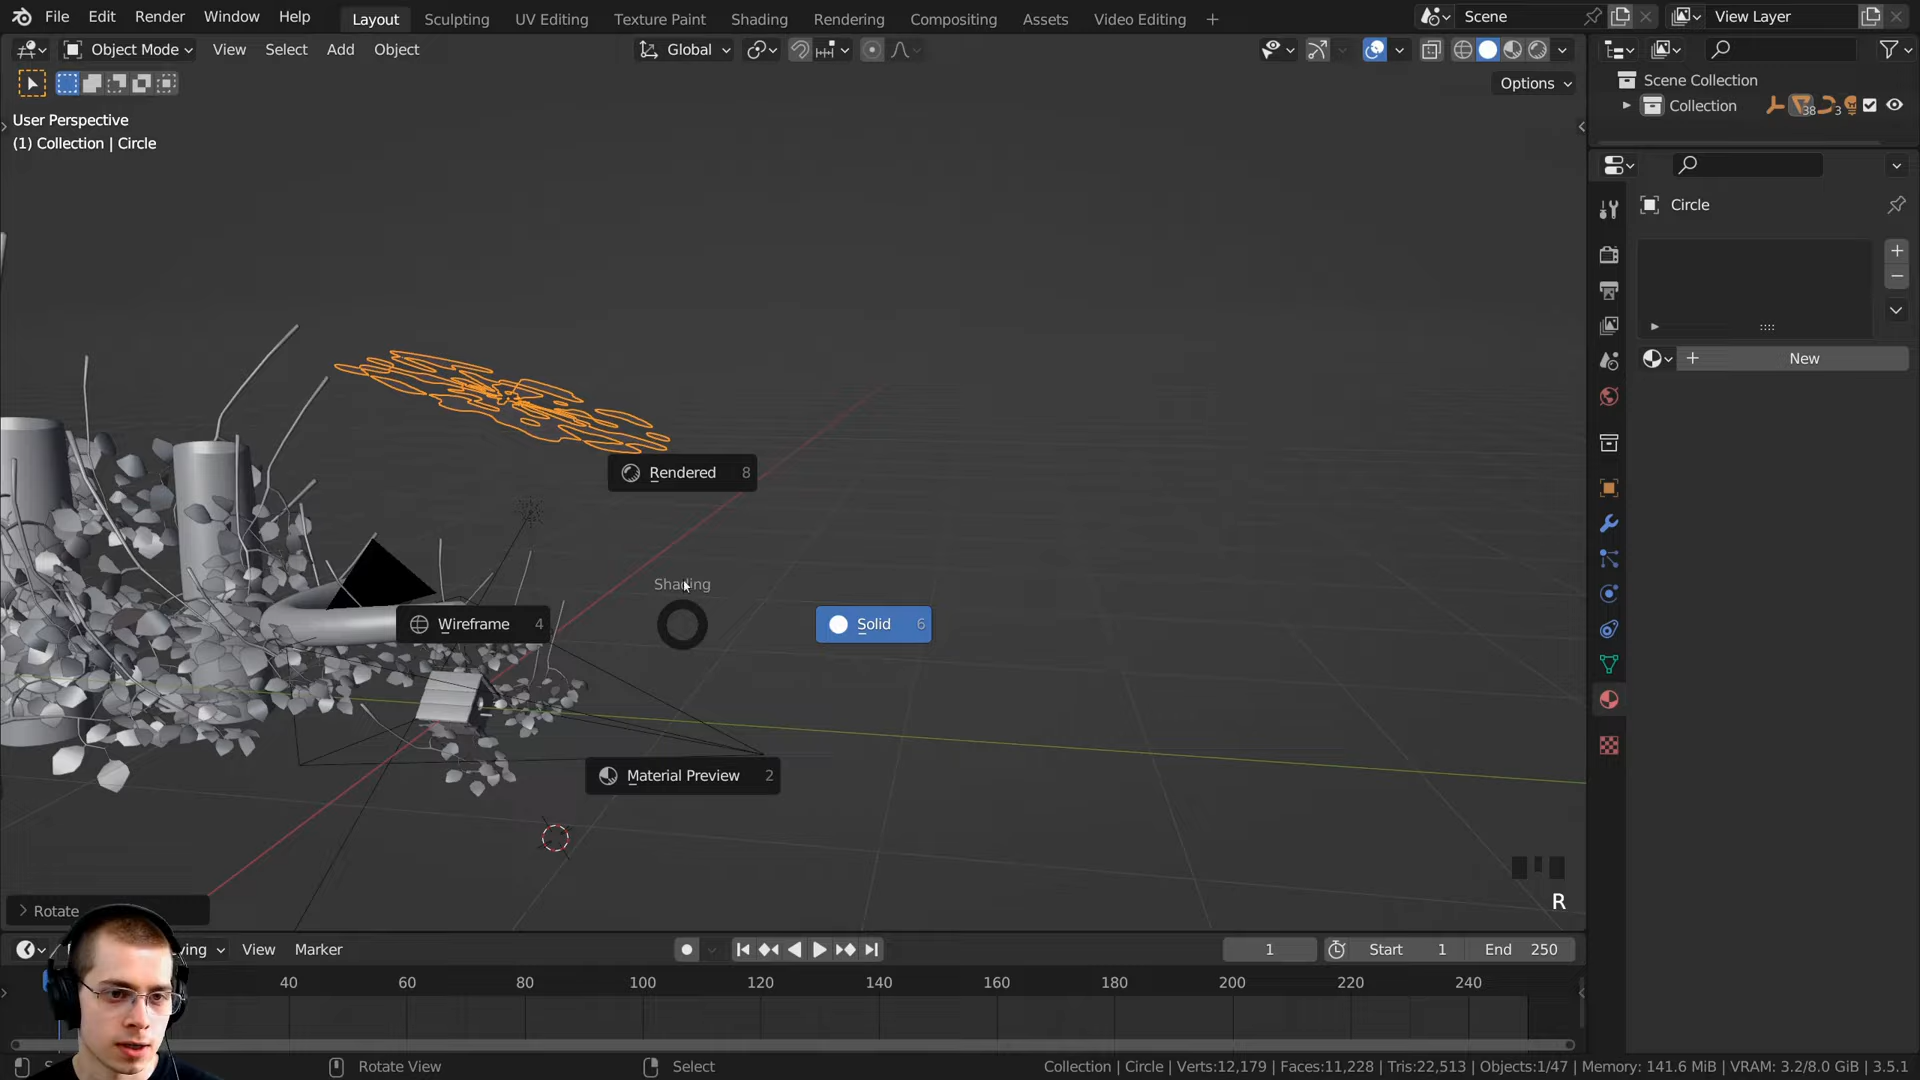 File Edit Render Window Help Layout Sculpting UV Editing Texture Paint Shading Rendering Compositing Assets Video Editing + Scene View Layer
Object Mode View Select Add Object Global
Options
Scene Collection
Collection 38 3
User Perspective
(1) Collection | Circle
Circle
New
Rendered 8
Shading
Wireframe 4
Solid 6
Material Preview 2
R
Rotate
ying View Marker 1 Start 1 End 250
40 60 80 100 120 140 160 180 200 220 240
Rotate View Select Collection | Circle | Verts:12,179 | Faces:11,228 | Tris:22,513 | Objects:1/47 | Memory: 141.6 MiB | VRAM: 3.2/8.0 GiB | 3.5.1